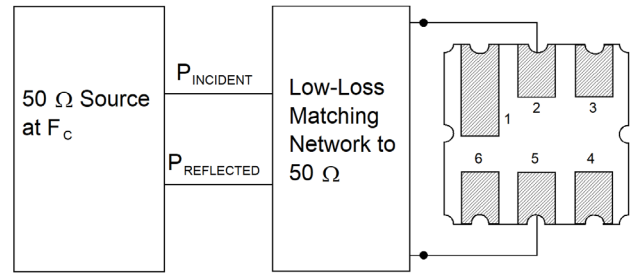 50 Ω Source
at F_C
P_INCIDENT
P_REFLECTED
Low-Loss
Matching
Network to
50 Ω
1
2
3
6
5
4